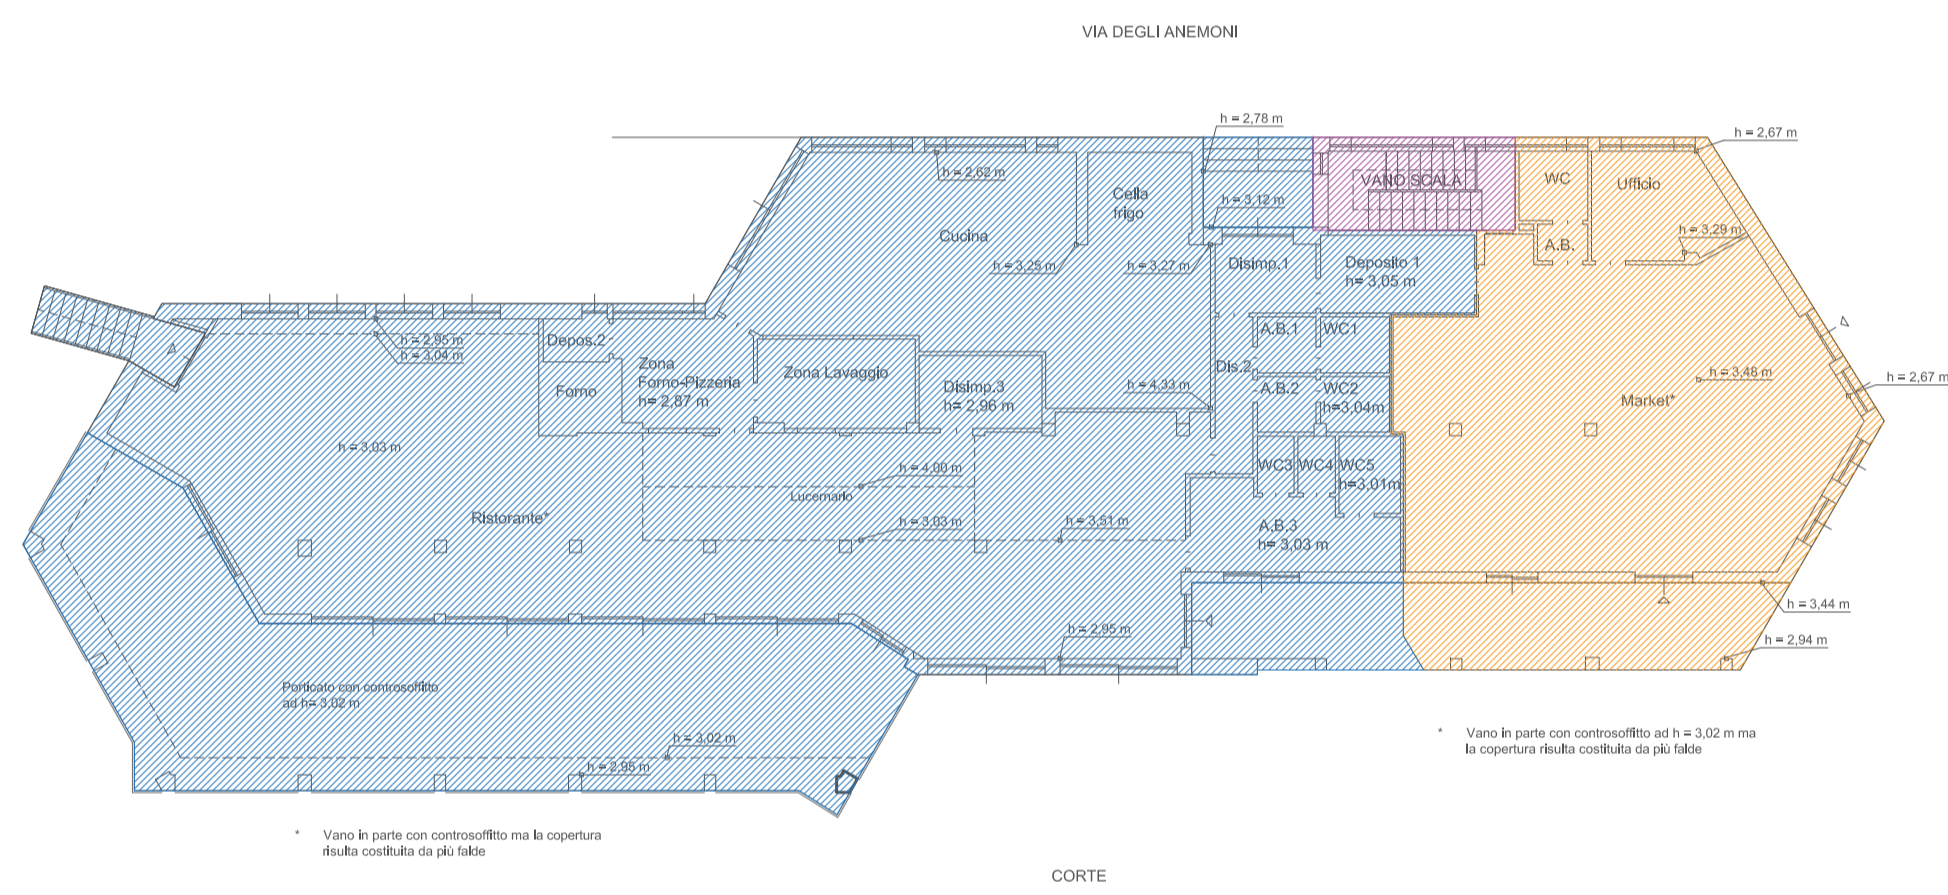 VIA DEGLI ANEMONI
h = 2,78 m
h = 2,67 m
h = 2,62 m
Cella
frigo
VANO SCALA
WC
Ufficio
h = 3,12 m
Cucina
h = 3,29 m
A.B.
h = 3,25 m
h = 3,27 m
Disimp.1
Deposito 1
h= 3,05 m
h = 2,95 m
h = 3,04 m
Depos.2
A.B.1
WC1
Zona
Forno-Pizzeria
h= 2,87 m
Zona Lavaggio
Dis.2
h = 3,48 m
h = 2,67 m
Forno
Disimp.3
h= 2,96 m
h = 4,33 m
A.B.2
WC2
h=3,04m
Market*
h = 3,03 m
h = 4,00 m
WC3
WC4
WC5
h=3,01m
Lucernario
Ristorante*
h = 3,03 m
h = 3,51 m
A.B.3
h= 3,03 m
h = 3,44 m
h = 2,95 m
h = 2,94 m
Porticato con controsoffitto
ad h= 3,02 m
h = 3,02 m
h = 2,95 m
* Vano in parte con controsoffitto ad h = 3,02 m ma
la copertura risulta costituita da più falde
* Vano in parte con controsoffitto ma la copertura
risulta costituita da più falde
CORTE